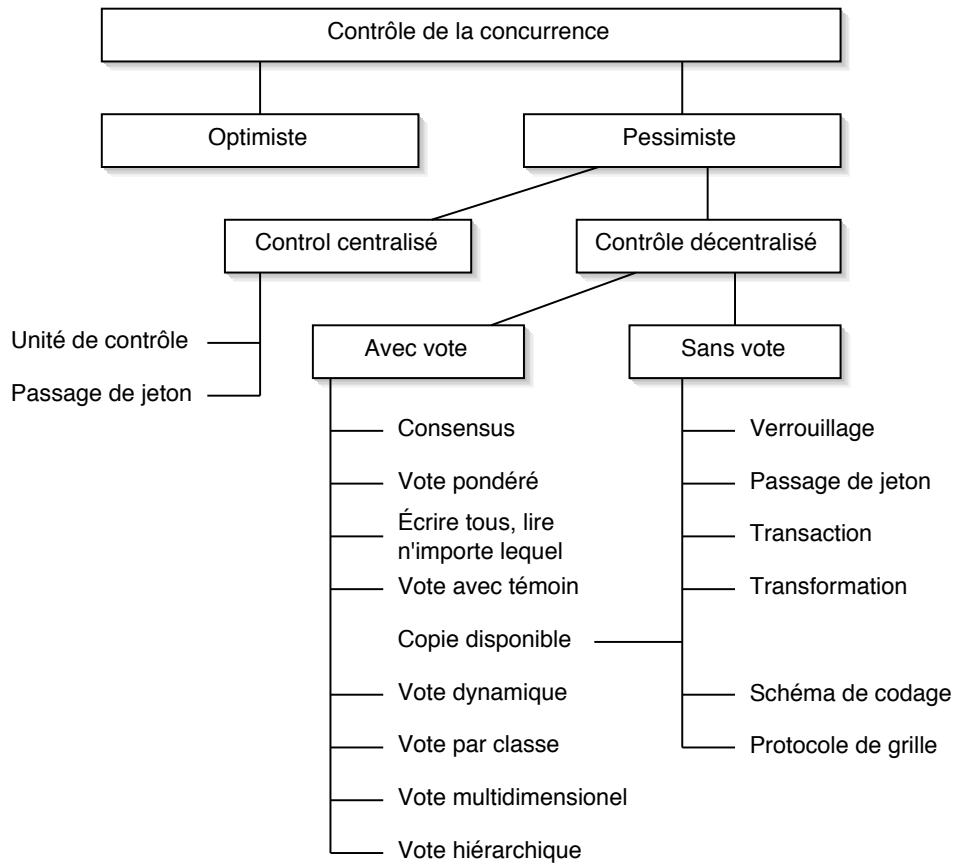 Contrôle de la concurrence
Optimiste
Pessimiste
Control centralisé
Contrôle décentralisé
Unité de contrôle
Passage de jeton
Avec vote
Sans vote
Consensus
Vote pondéré
Écrire tous, lire
n'importe lequel
Vote avec témoin
Copie disponible
Vote dynamique
Vote par classe
Vote multidimensionel
Vote hiérarchique
Verrouillage
Passage de jeton
Transaction
Transformation
Schéma de codage
Protocole de grille